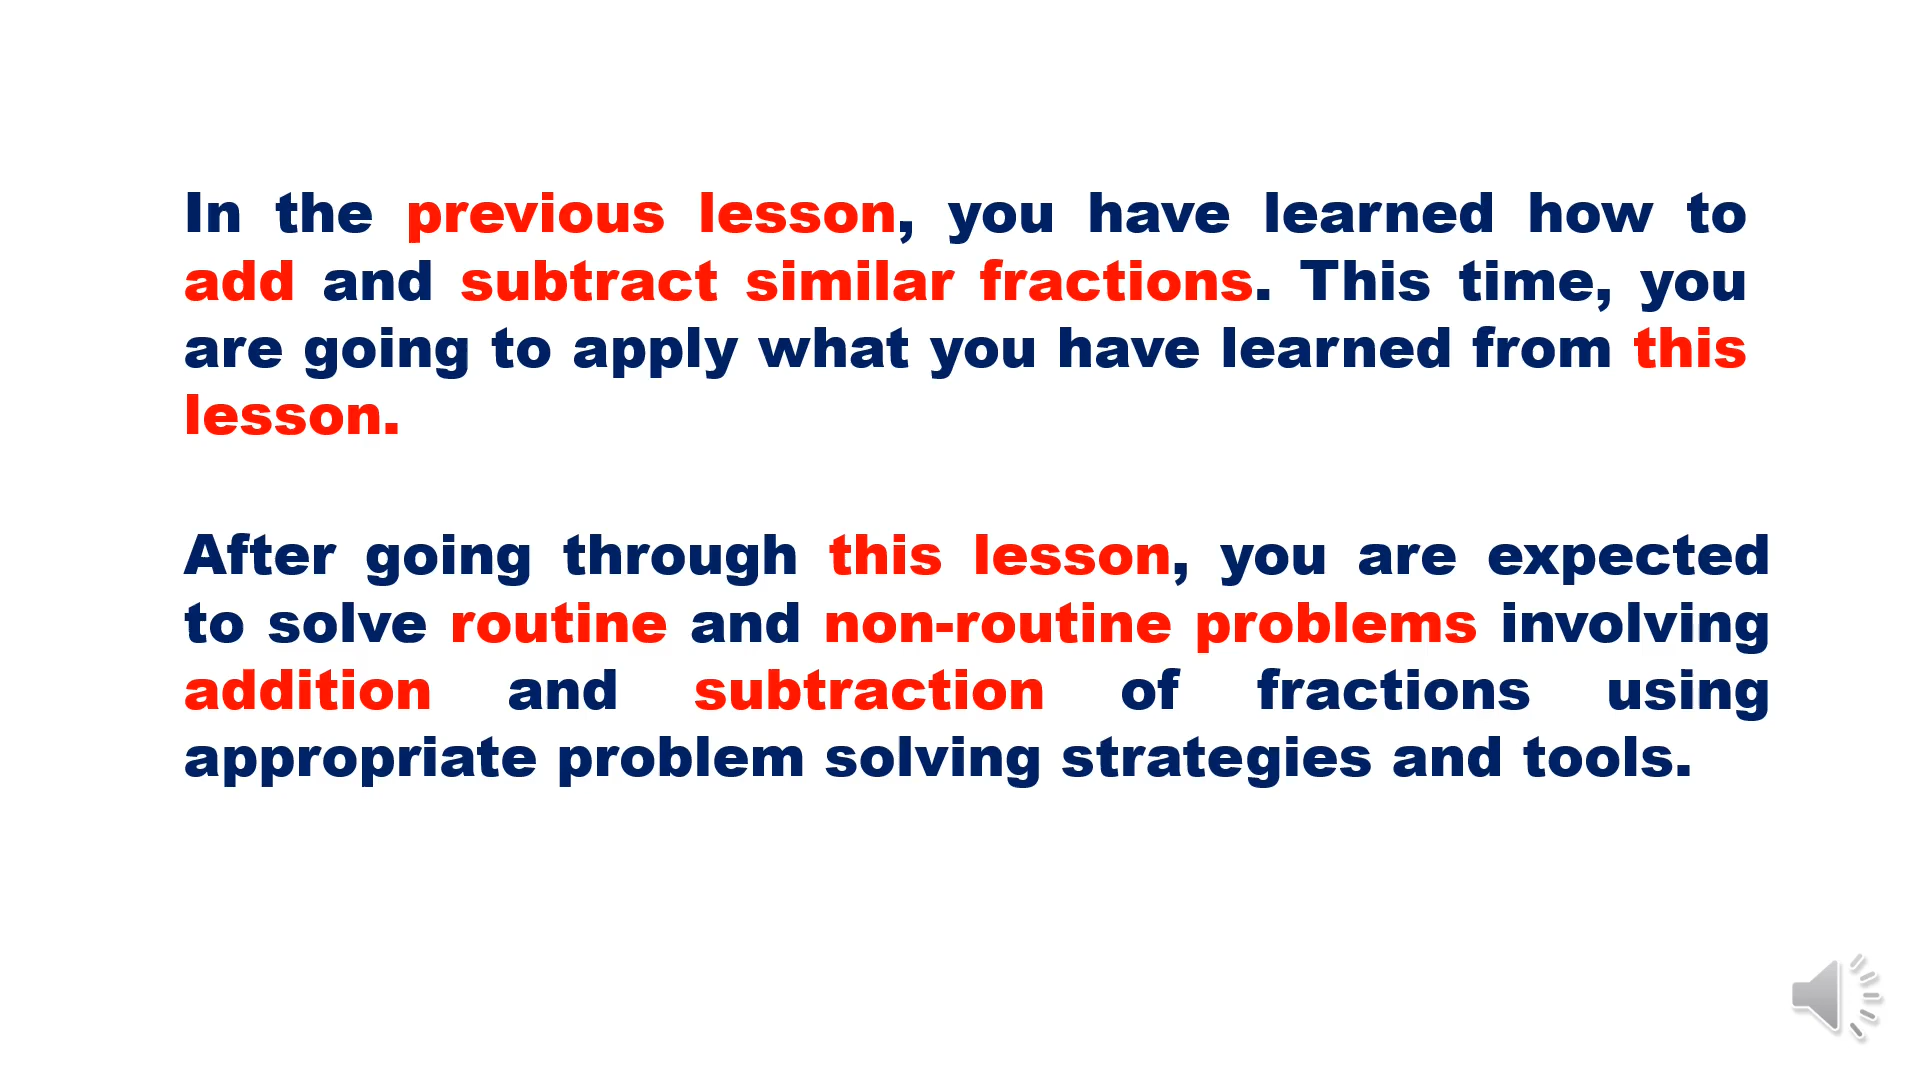 In the previous lesson, you have learned how to
add and subtract similar fractions. This time, you
are going to apply what you have learned from this
lesson.
After going through this lesson, you are expected
to solve routine and non-routine problems involving
addition and subtraction of fractions using
appropriate problem solving strategies and tools.